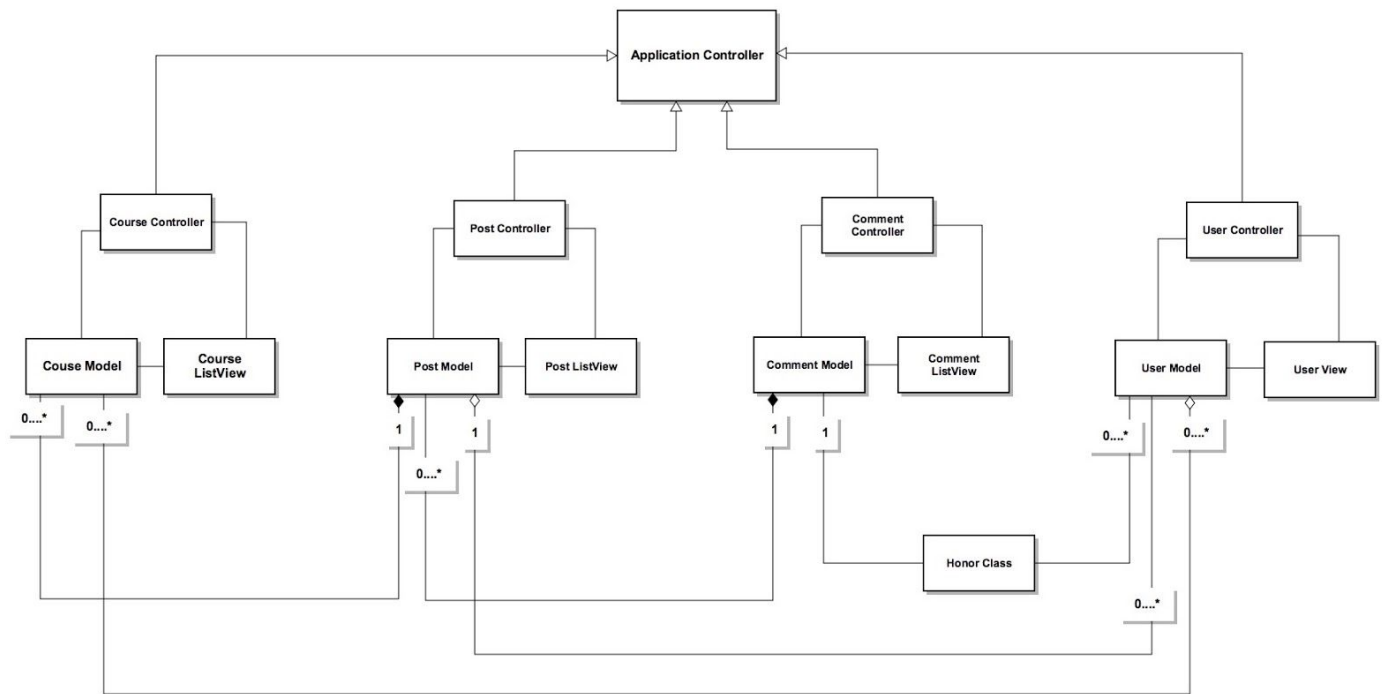 Application Controller
Course Controller
Post Controller
Comment
Controller
User Controller
Couse Model
Course
ListView
Post Model
Post ListView
Comment Model
Comment
ListView
User Model
User View
0....*
0....*
1
1
0....*
1
1
0....*
0....*
0....*
Honor Class